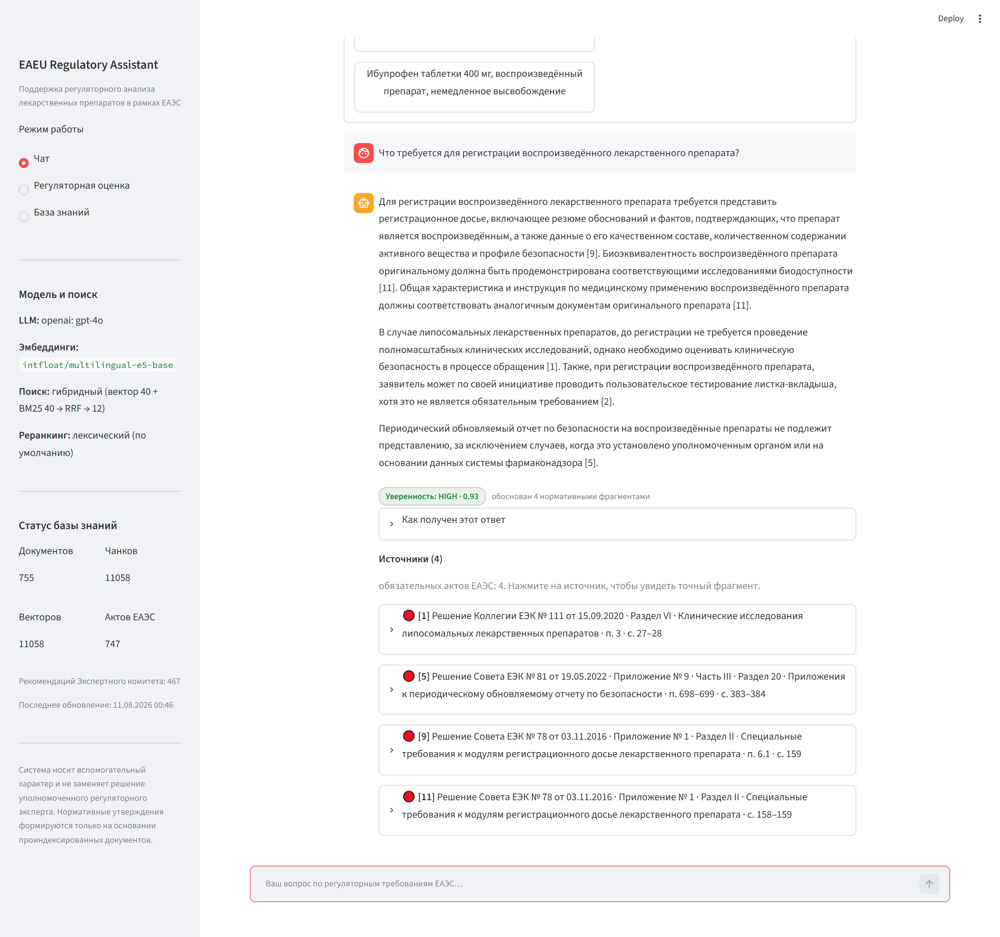 Deploy
EAEU Regulatory Assistant
Поддержка регуляторного анализа
лекарственных препаратов в рамках ЕАЭС
Режим работы
Чат
Регуляторная оценка
База знаний
Модель и поиск
LLM: openai: gpt-4o
Эмбеддинги:
intfloat/multilingual-e5-base
Поиск: гибридный (вектор 40 +
BM25 40 → RRF → 12)
Реранкинг: лексический (по
умолчанию)
Статус базы знаний
Документов Чанков
755 11058
Векторов Актов ЕАЭС
11058 747
Рекомендаций Экспертного комитета: 467
Последнее обновление: 11.08.2026 00:46
Система носит вспомогательный
характер и не заменяет решение
уполномоченного регуляторного
эксперта. Нормативные утверждения
формируются только на основании
проиндексированных документов.
Ибупрофен таблетки 400 мг, воспроизведённый
препарат, немедленное высвобождение
Что требуется для регистрации воспроизведённого лекарственного препарата?
Для регистрации воспроизведённого лекарственного препарата требуется представить
регистрационное досье, включающее резюме обоснований и фактов, подтверждающих, что препарат
является воспроизведённым, а также данные о его качественном составе, количественном содержании
активного вещества и профиле безопасности [9]. Биоэквивалентность воспроизведённого препарата
оригинальному должна быть продемонстрирована соответствующими исследованиями биодоступности
[11]. Общая характеристика и инструкция по медицинскому применению воспроизведённого препарата
должны соответствовать аналогичным документам оригинального препарата [11].
В случае липосомальных лекарственных препаратов, до регистрации не требуется проведение
полномасштабных клинических исследований, однако необходимо оценивать клиническую
безопасность в процессе обращения [1]. Также, при регистрации воспроизведённого препарата,
заявитель может по своей инициативе проводить пользовательское тестирование листка-вкладыша,
хотя это не является обязательным требованием [2].
Периодический обновляемый отчет по безопасности на воспроизведённые препараты не подлежит
представлению, за исключением случаев, когда это установлено уполномоченным органом или на
основании данных системы фармаконадзора [5].
Уверенность: HIGH · 0.93 обоснован 4 нормативными фрагментами
Как получен этот ответ
Источники (4)
обязательных актов ЕАЭС: 4. Нажмите на источник, чтобы увидеть точный фрагмент.
[1] Решение Коллегии ЕЭК № 111 от 15.09.2020 · Раздел VI · Клинические исследования
липосомальных лекарственных препаратов · п. 3 · с. 27–28
[5] Решение Совета ЕЭК № 81 от 19.05.2022 · Приложение № 9 · Часть III · Раздел 20 · Приложения
к периодическому обновляемому отчету по безопасности · п. 698–699 · с. 383–384
[9] Решение Совета ЕЭК № 78 от 03.11.2016 · Приложение № 1 · Раздел II · Специальные
требования к модулям регистрационного досье лекарственного препарата · п. 6.1 · с. 159
[11] Решение Совета ЕЭК № 78 от 03.11.2016 · Приложение № 1 · Раздел II · Специальные
требования к модулям регистрационного досье лекарственного препарата · с. 158–159
Ваш вопрос по регуляторным требованиям ЕАЭС…